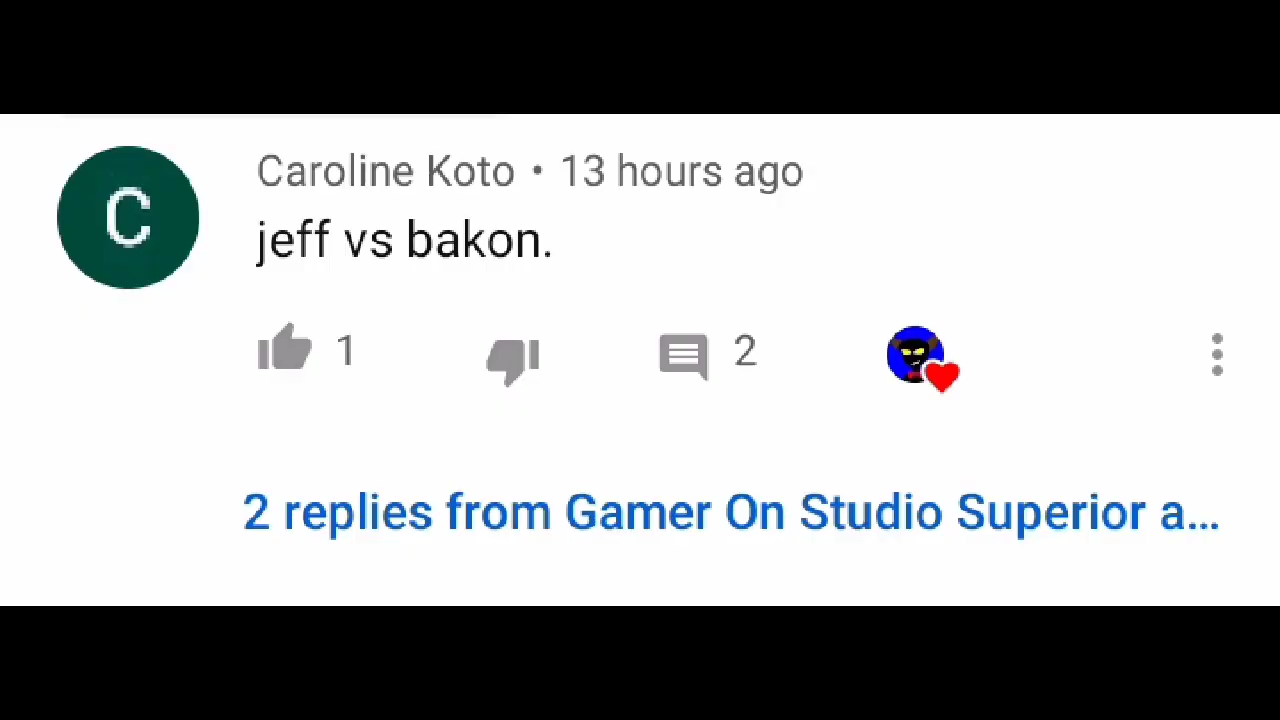 C
Caroline Koto • 13 hours ago
jeff vs bakon.
1 2
2 replies from Gamer On Studio Superior a...